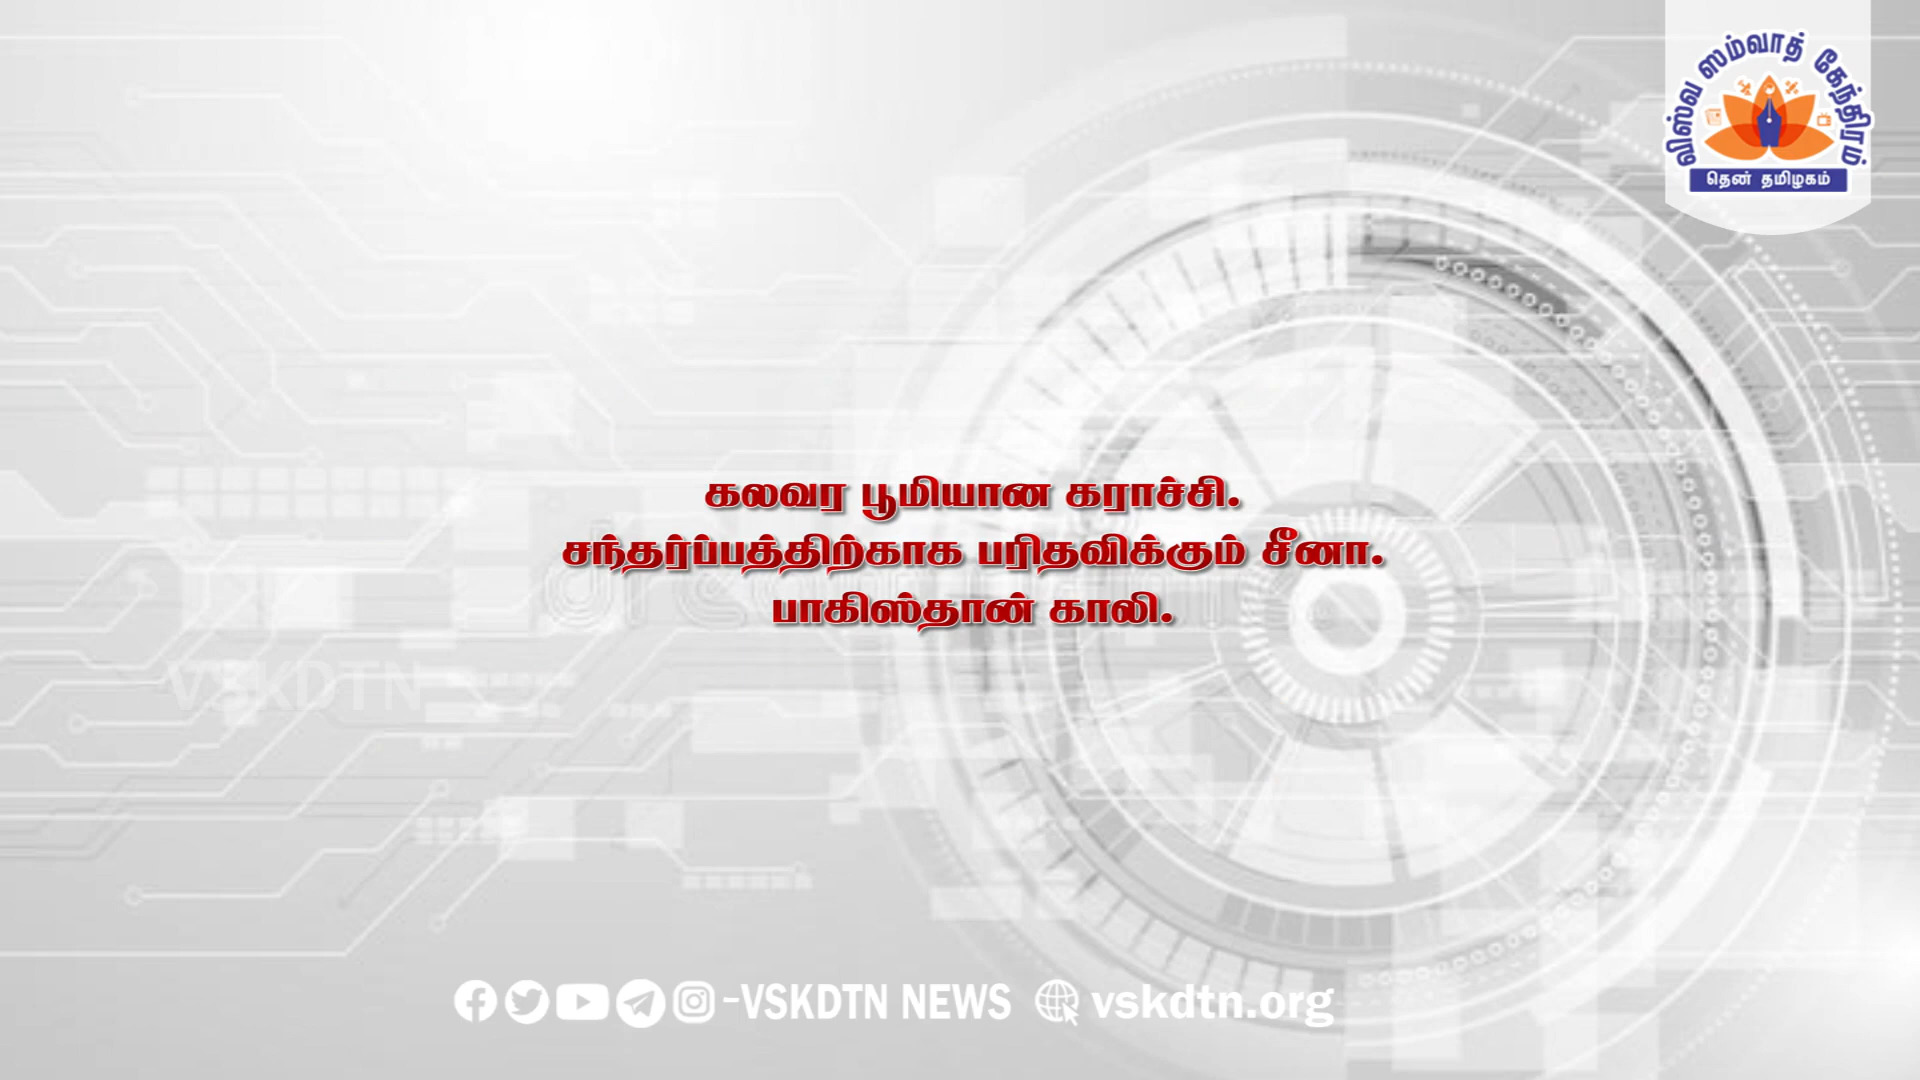 விஸ்வ ஸம்வாத் கேந்திரம்
தென் தமிழகம்
கலவர பூமியான கராச்சி.
சந்தர்ப்பத்திற்காக பரிதவிக்கும் சீனா.
பாகிஸ்தான் காலி.
VSKDTN
-VSKDTN NEWS vskdtn.org